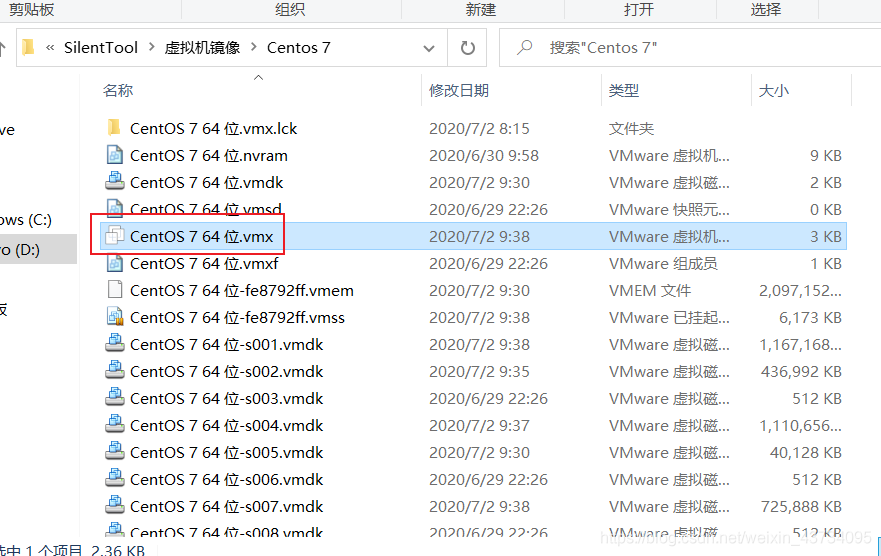 剪贴板 组织 新建 打开 选择
« SilentTool > 虚拟机镜像 > Centos 7 搜索"Centos 7"
名称 修改日期 类型 大小
CentOS 7 64 位.vmx.lck 2020/7/2 8:15 文件夹
CentOS 7 64 位.nvram 2020/6/30 9:58 VMware 虚拟机... 9 KB
CentOS 7 64 位.vmdk 2020/7/2 9:30 VMware 虚拟磁... 2 KB
CentOS 7 64 位.vmsd 2020/6/29 22:26 VMware 快照元... 0 KB
ows (C:)
CentOS 7 64 位.vmx 2020/7/2 9:38 VMware 虚拟机... 3 KB
o (D:)
CentOS 7 64 位.vmxf 2020/6/29 22:26 VMware 组成员 1 KB
CentOS 7 64 位-fe8792ff.vmem 2020/7/2 9:30 VMEM 文件 2,097,152...
CentOS 7 64 位-fe8792ff.vmss 2020/7/2 9:38 VMware 已挂起... 6,173 KB
CentOS 7 64 位-s001.vmdk 2020/7/2 9:38 VMware 虚拟磁... 1,167,168...
CentOS 7 64 位-s002.vmdk 2020/7/2 9:35 VMware 虚拟磁... 436,992 KB
CentOS 7 64 位-s003.vmdk 2020/6/29 22:26 VMware 虚拟磁... 512 KB
CentOS 7 64 位-s004.vmdk 2020/7/2 9:37 VMware 虚拟磁... 1,110,656...
CentOS 7 64 位-s005.vmdk 2020/7/2 9:30 VMware 虚拟磁... 40,128 KB
CentOS 7 64 位-s006.vmdk 2020/6/29 22:26 VMware 虚拟磁... 512 KB
CentOS 7 64 位-s007.vmdk 2020/7/2 9:38 VMware 虚拟磁... 725,888 KB
CentOS 7 64 位-s008.vmdk 2020/6/29 22:26 VMware 虚拟磁... 512 KB
选中 1 个项目 2.36 KB